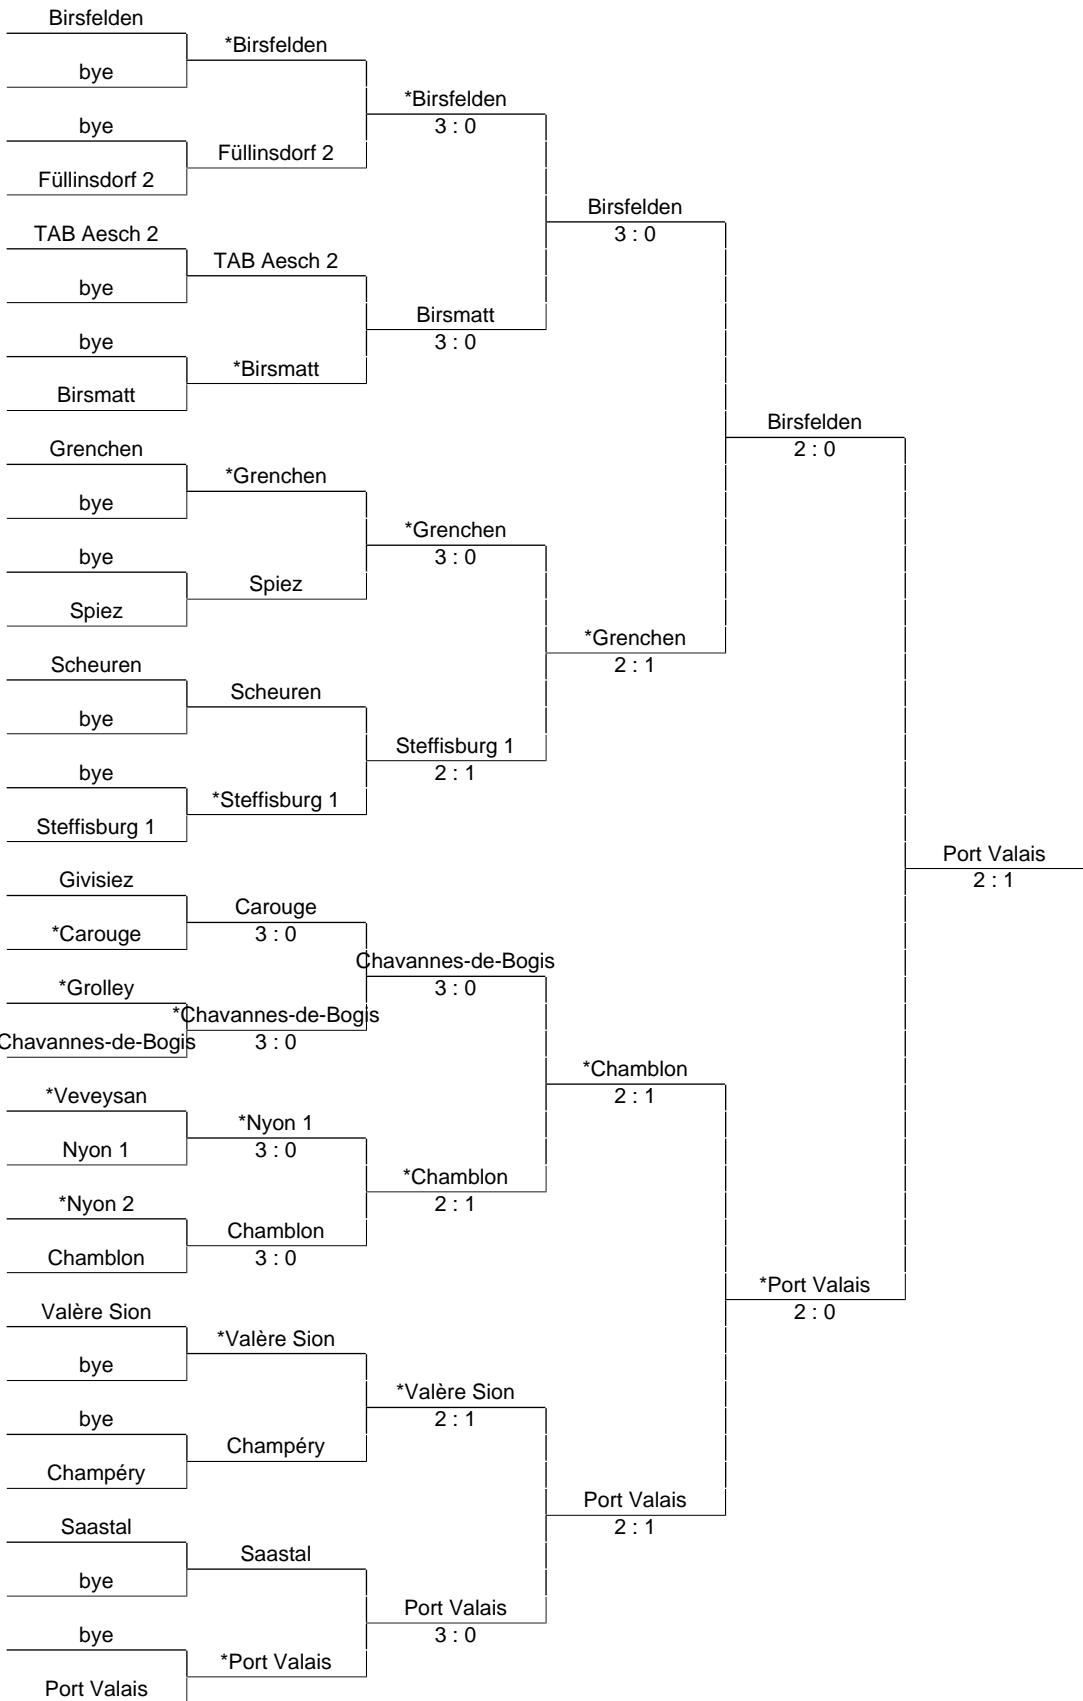 Birsfelden
*Birsfelden
bye
*Birsfelden
3 : 0
bye
Füllinsdorf 2
Füllinsdorf 2
Birsfelden
3 : 0
TAB Aesch 2
TAB Aesch 2
bye
Birsmatt
3 : 0
bye
*Birsmatt
Birsmatt
Birsfelden
2 : 0
Grenchen
*Grenchen
bye
*Grenchen
3 : 0
bye
Spiez
Spiez
*Grenchen
2 : 1
Scheuren
Scheuren
bye
Steffisburg 1
2 : 1
bye
*Steffisburg 1
Steffisburg 1
Port Valais
2 : 1
Givisiez
Carouge
3 : 0
*Carouge
Chavannes-de-Bogis
3 : 0
*Grolley
*Chavannes-de-Bogis
3 : 0
Chavannes-de-Bogis
*Chamblon
2 : 1
*Veveysan
*Nyon 1
3 : 0
Nyon 1
*Chamblon
2 : 1
*Nyon 2
Chamblon
3 : 0
Chamblon
*Port Valais
2 : 0
Valère Sion
*Valère Sion
bye
*Valère Sion
2 : 1
bye
Champéry
Champéry
Port Valais
2 : 1
Saastal
Saastal
bye
Port Valais
3 : 0
bye
*Port Valais
Port Valais